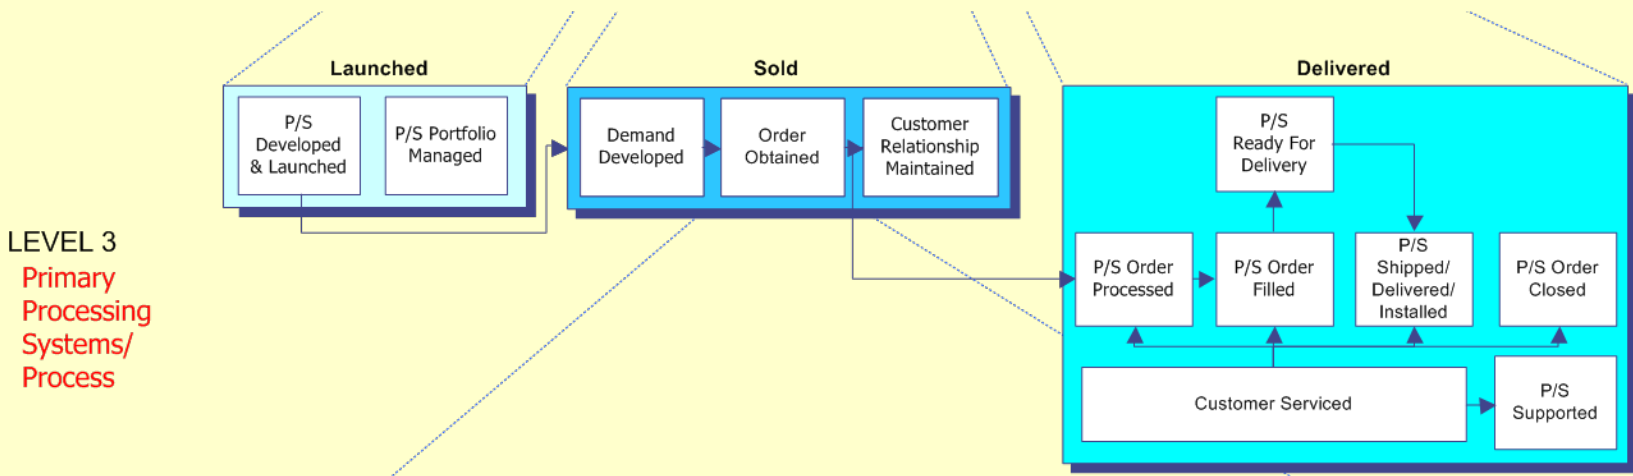 Launched
P/S
Developed
& Launched
P/S Portfolio
Managed
Sold
Demand
Developed
Order
Obtained
Customer
Relationship
Maintained
Delivered
P/S
Ready For
Delivery
P/S Order
Processed
P/S Order
Filled
P/S
Shipped/
Delivered/
Installed
P/S Order
Closed
Customer Serviced
P/S
Supported
LEVEL 3
Primary
Processing
Systems/
Process